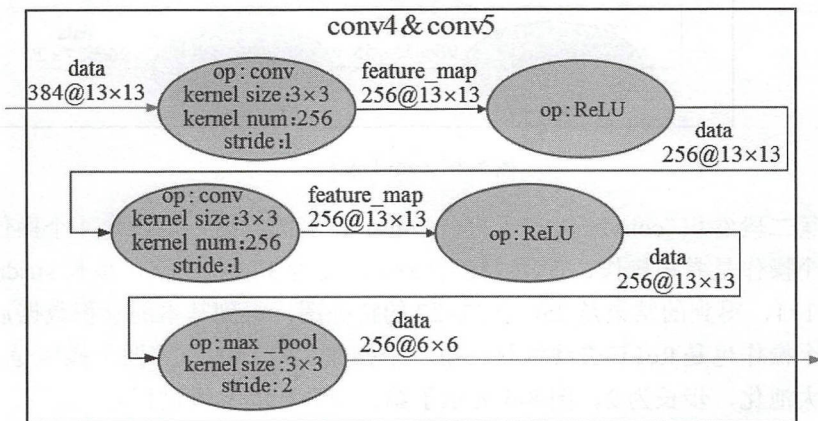 conv4 & conv5
data
384@13×13
op:conv
kernel size:3×3
kernel num:256
stride:1
feature_map
256@13×13
op:ReLU
data
256@13×13
op:conv
kernel size:3×3
kernel num:256
stride:1
feature_map
256@13×13
op:ReLU
data
256@13×13
op:max_pool
kernel size:3×3
stride:2
data
256@6×6